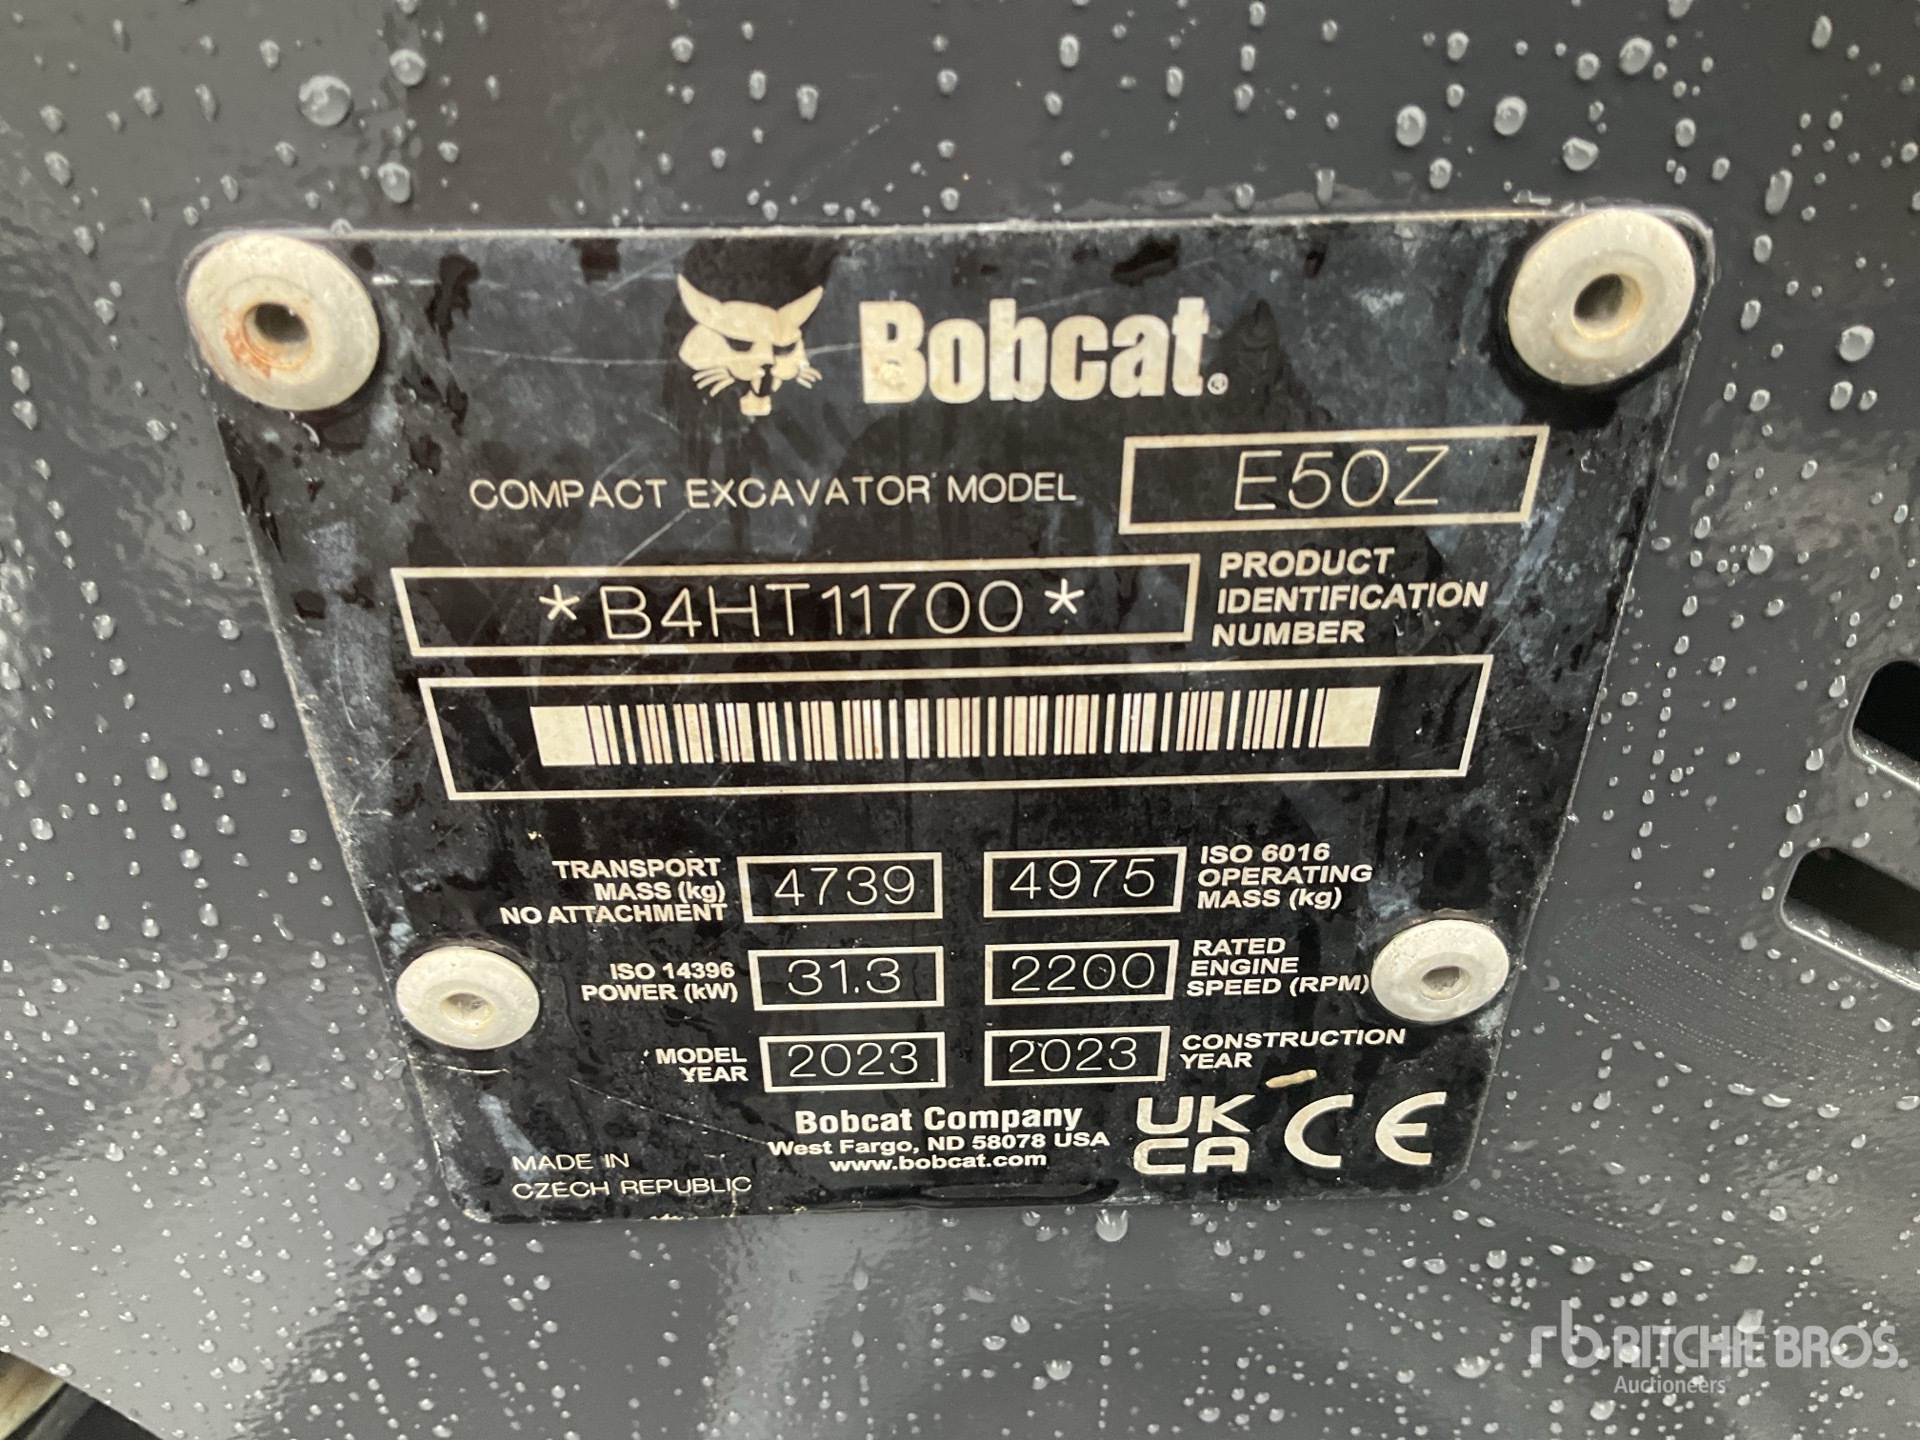 Bobcat®
COMPACT EXCAVATOR MODEL E50Z
*B4HT11700*
PRODUCT
IDENTIFICATION
NUMBER
TRANSPORT
MASS (kg)
NO ATTACHMENT
4739
4975
ISO 6016
OPERATING
MASS (kg)
ISO 14396
POWER (kW)
31.3
2200
RATED
ENGINE
SPEED (RPM)
MODEL
YEAR
2023
2023
CONSTRUCTION
YEAR
Bobcat Company
West Fargo, ND 58078 USA
www.bobcat.com
MADE IN
CZECH REPUBLIC
UK
CA
CE
rb RITCHIE BROS.
Auctioneers